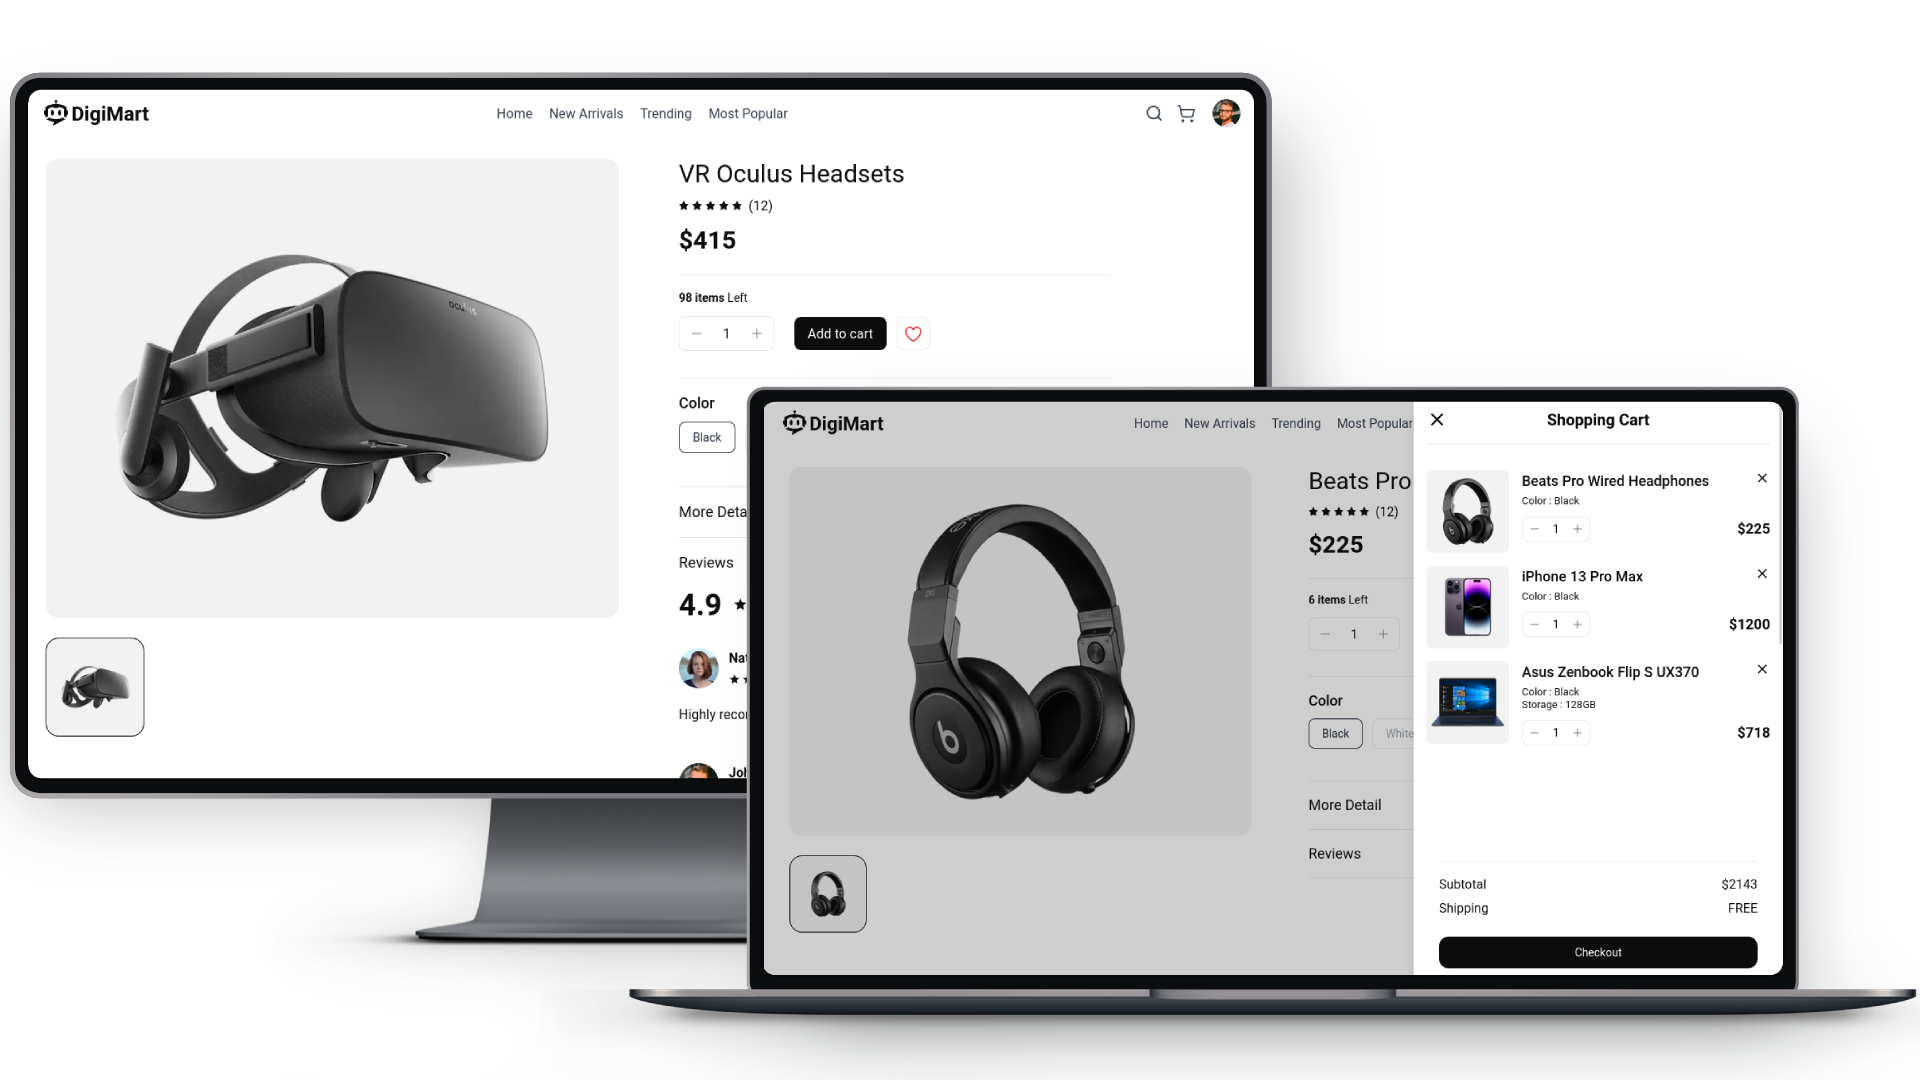 DigiMart
Home New Arrivals Trending Most Popular
VR Oculus Headsets
(12)
$415
98 items Left
1
Add to cart
Color
Black
More Deta
Reviews
4.9
Nat
Highly recor
Joh
oculus
DigiMart
Home New Arrivals Trending Most Popular
Beats Pro
(12)
$225
6 items Left
1
Color
Black White
More Detail
Reviews
b
Shopping Cart
Beats Pro Wired Headphones
Color : Black
1
$225
iPhone 13 Pro Max
Color : Black
1
$1200
Asus Zenbook Flip S UX370
Color : Black
Storage : 128GB
1
$718
Subtotal $2143
Shipping FREE
Checkout